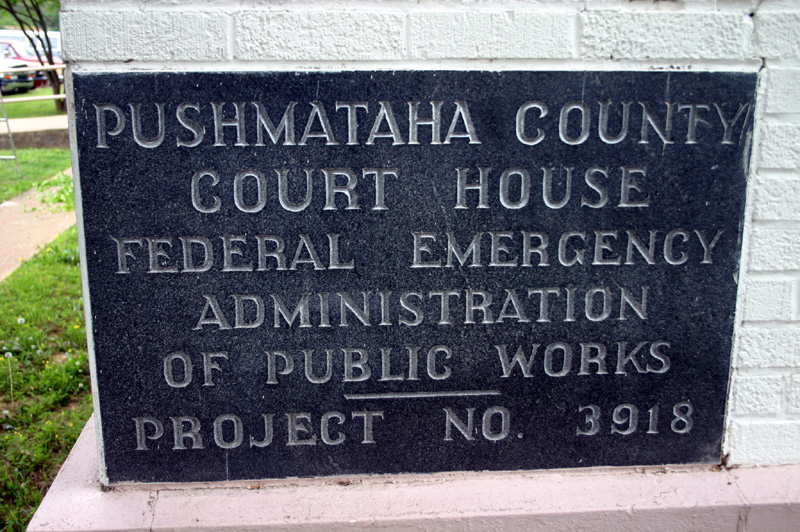 PUSHMATAHA COUNTY
COURT HOUSE
FEDERAL EMERGENCY
ADMINISTRATION
OF PUBLIC WORKS
PROJECT NO. 3918